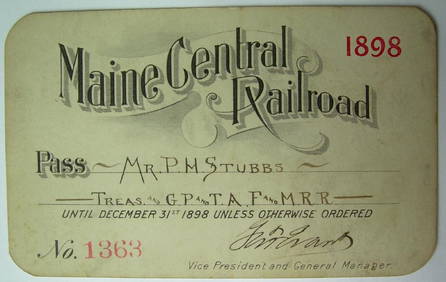 Maine Central
Railroad
1898
Pass Mr. P. M. Stubbs
Treas. and G. P. and T. A., F. and M. R. R.
UNTIL DECEMBER 31ST 1898 UNLESS OTHERWISE ORDERED
No. 1363
Vice President and General Manager.